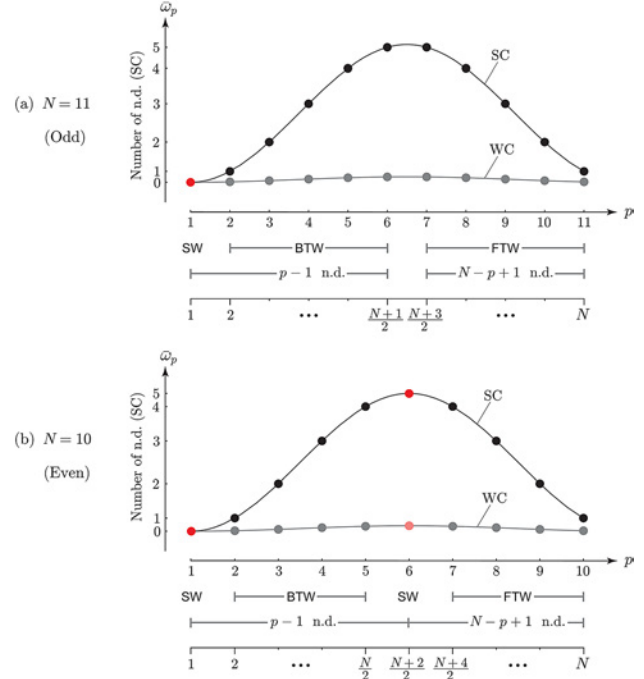 ω̄ₚ
Number of n.d. (SC)
5
4
3
2
1
0
(a) N = 11
(Odd)
SC
WC
1 2 3 4 5 6 7 8 9 10 11 p
SW BTW FTW
p − 1 n.d. N − p + 1 n.d.
1 2 ••• N + 1/2 N + 3/2 ••• N
ω̄ₚ
Number of n.d. (SC)
5
4
3
2
1
0
(b) N = 10
(Even)
SC
WC
1 2 3 4 5 6 7 8 9 10 p
SW BTW SW FTW
p − 1 n.d. N − p + 1 n.d.
1 2 ••• N/2 N + 2/2 N + 4/2 ••• N